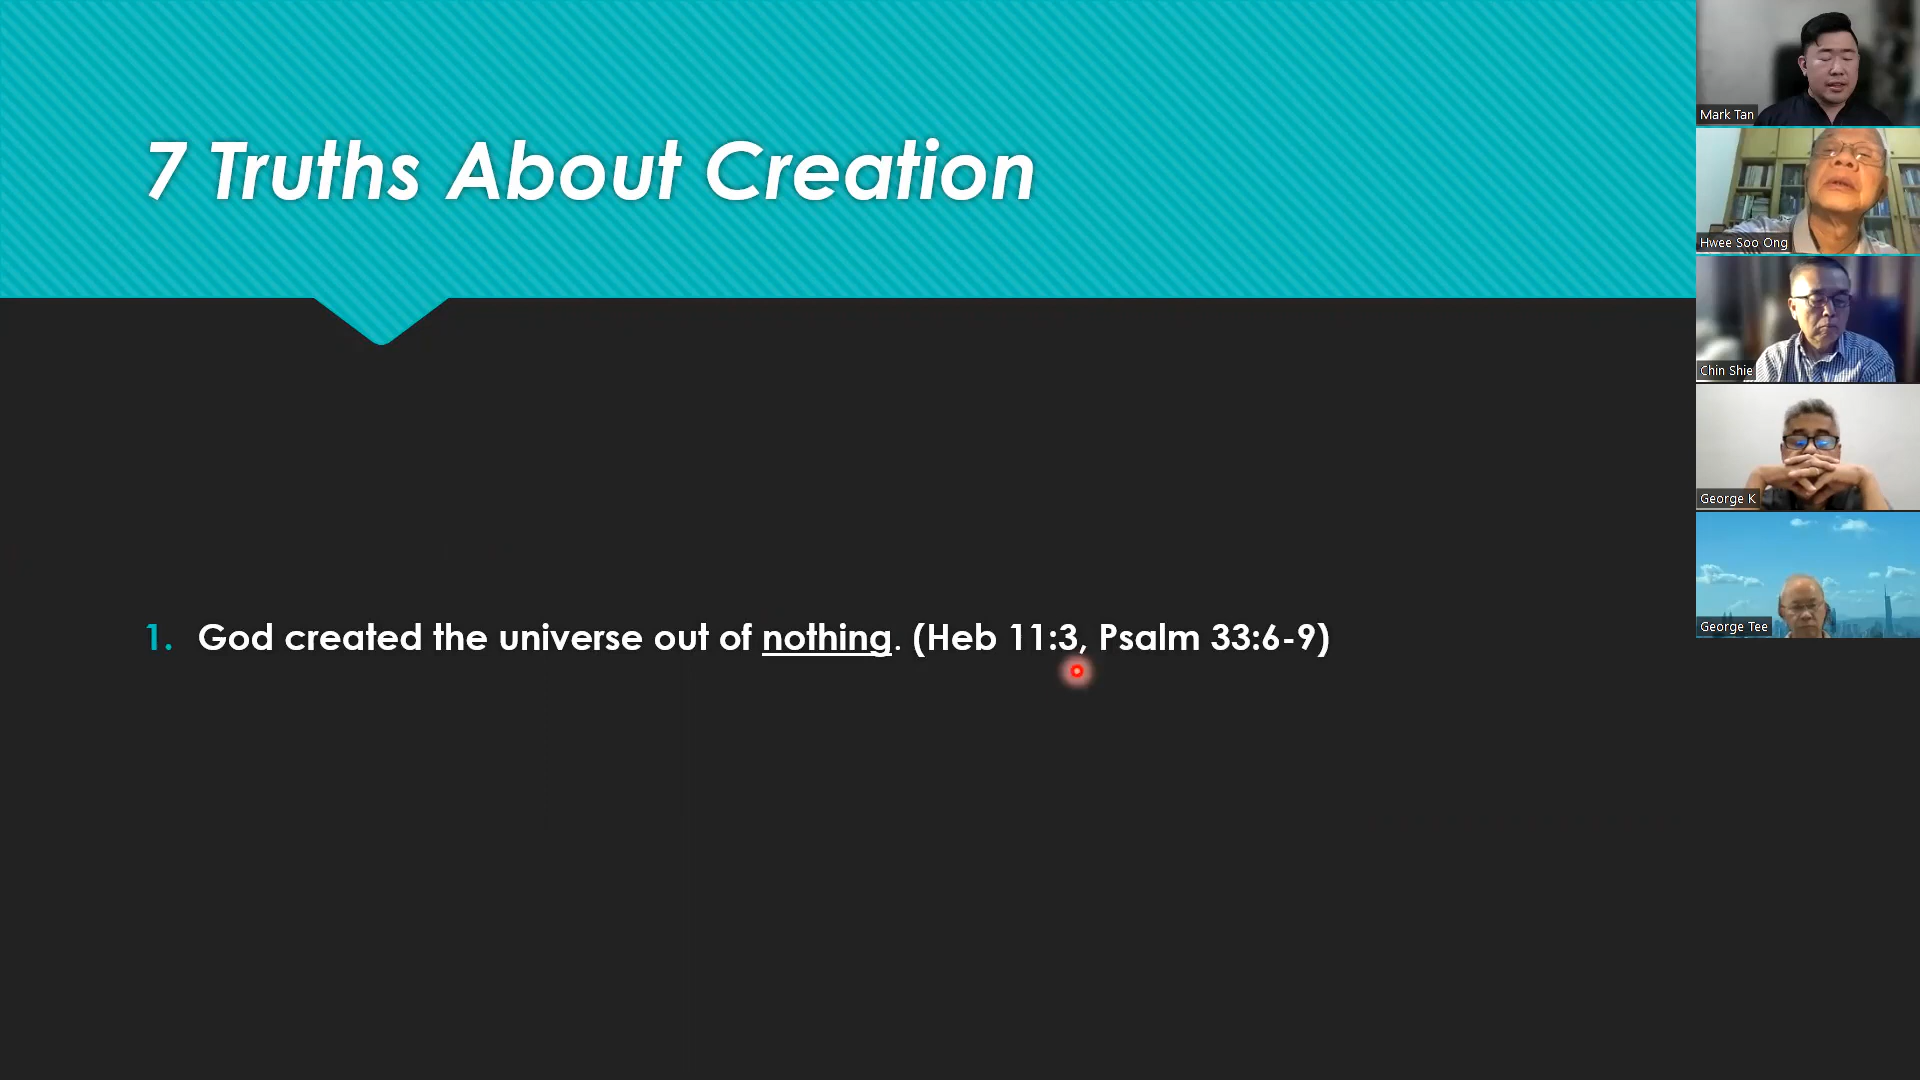 7 Truths About Creation
1. God created the universe out of nothing. (Heb 11:3, Psalm 33:6-9)
Mark Tan
Hwee Soo Ong
Chin Shie
George K
George Tee